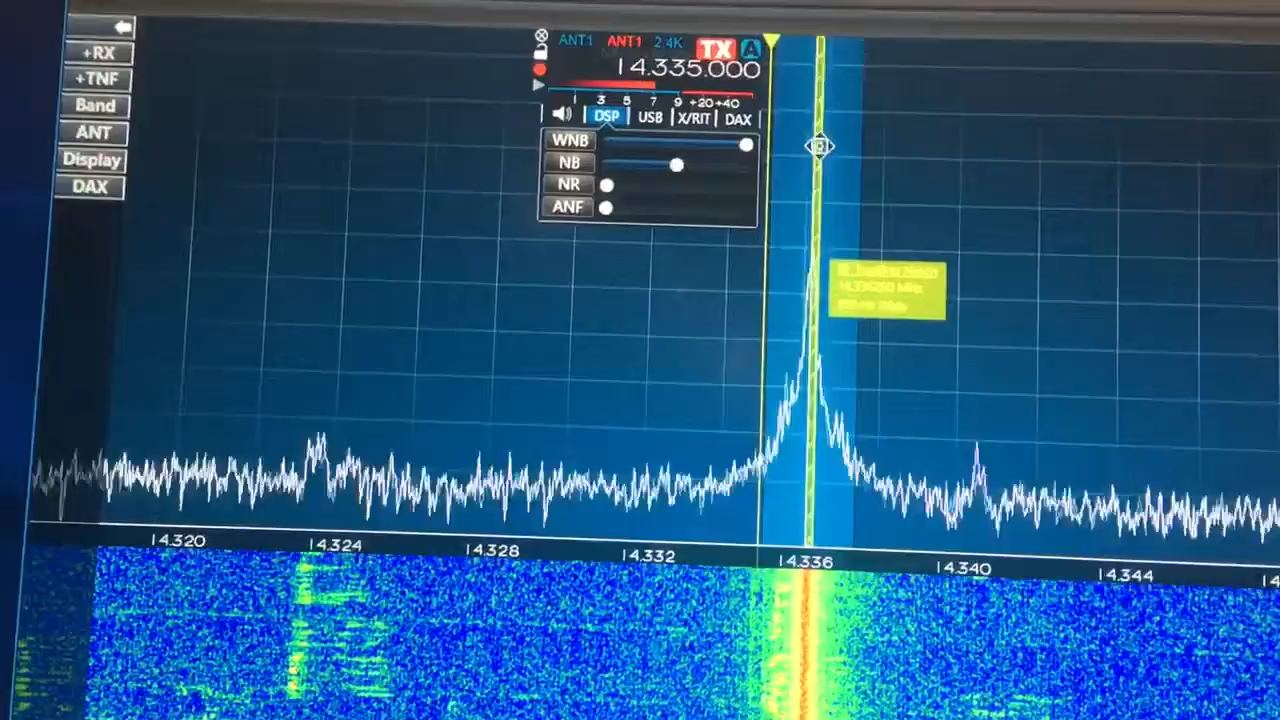 +RX
+TNF
Band
ANT
Display
DAX
ANT1 ANT1 2.4K TX A
14.335.000
1 3 5 7 9 +20 +40
DSP USB X/RIT DAX
WNB
NB
NR
ANF
MHz
14.320 14.324 14.328 14.332 14.336 14.340 14.344